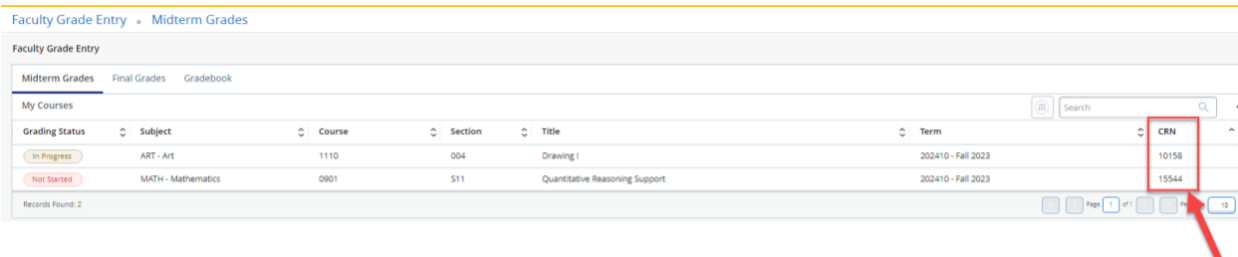 Faculty Grade Entry • Midterm Grades
Faculty Grade Entry
Midterm Grades Final Grades Gradebook
My Courses Search
Grading Status Subject Course Section Title Term CRN
In Progress ART - Art 1110 004 Drawing I 202410 - Fall 2023 10158
Not Started MATH - Mathematics 0901 S11 Quantitative Reasoning Support 202410 - Fall 2023 15544
Records Found: 2 Page 1 of 1 10